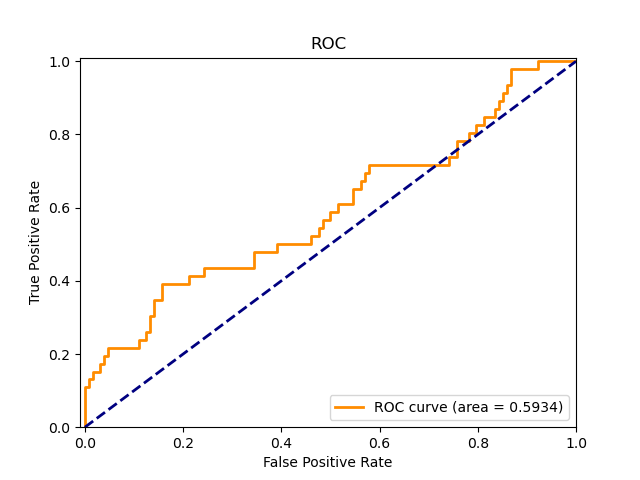 ROC
1.0
0.8
0.6
0.4
0.2
0.0
True Positive Rate
0.0 0.2 0.4 0.6 0.8 1.0
False Positive Rate
ROC curve (area = 0.5934)